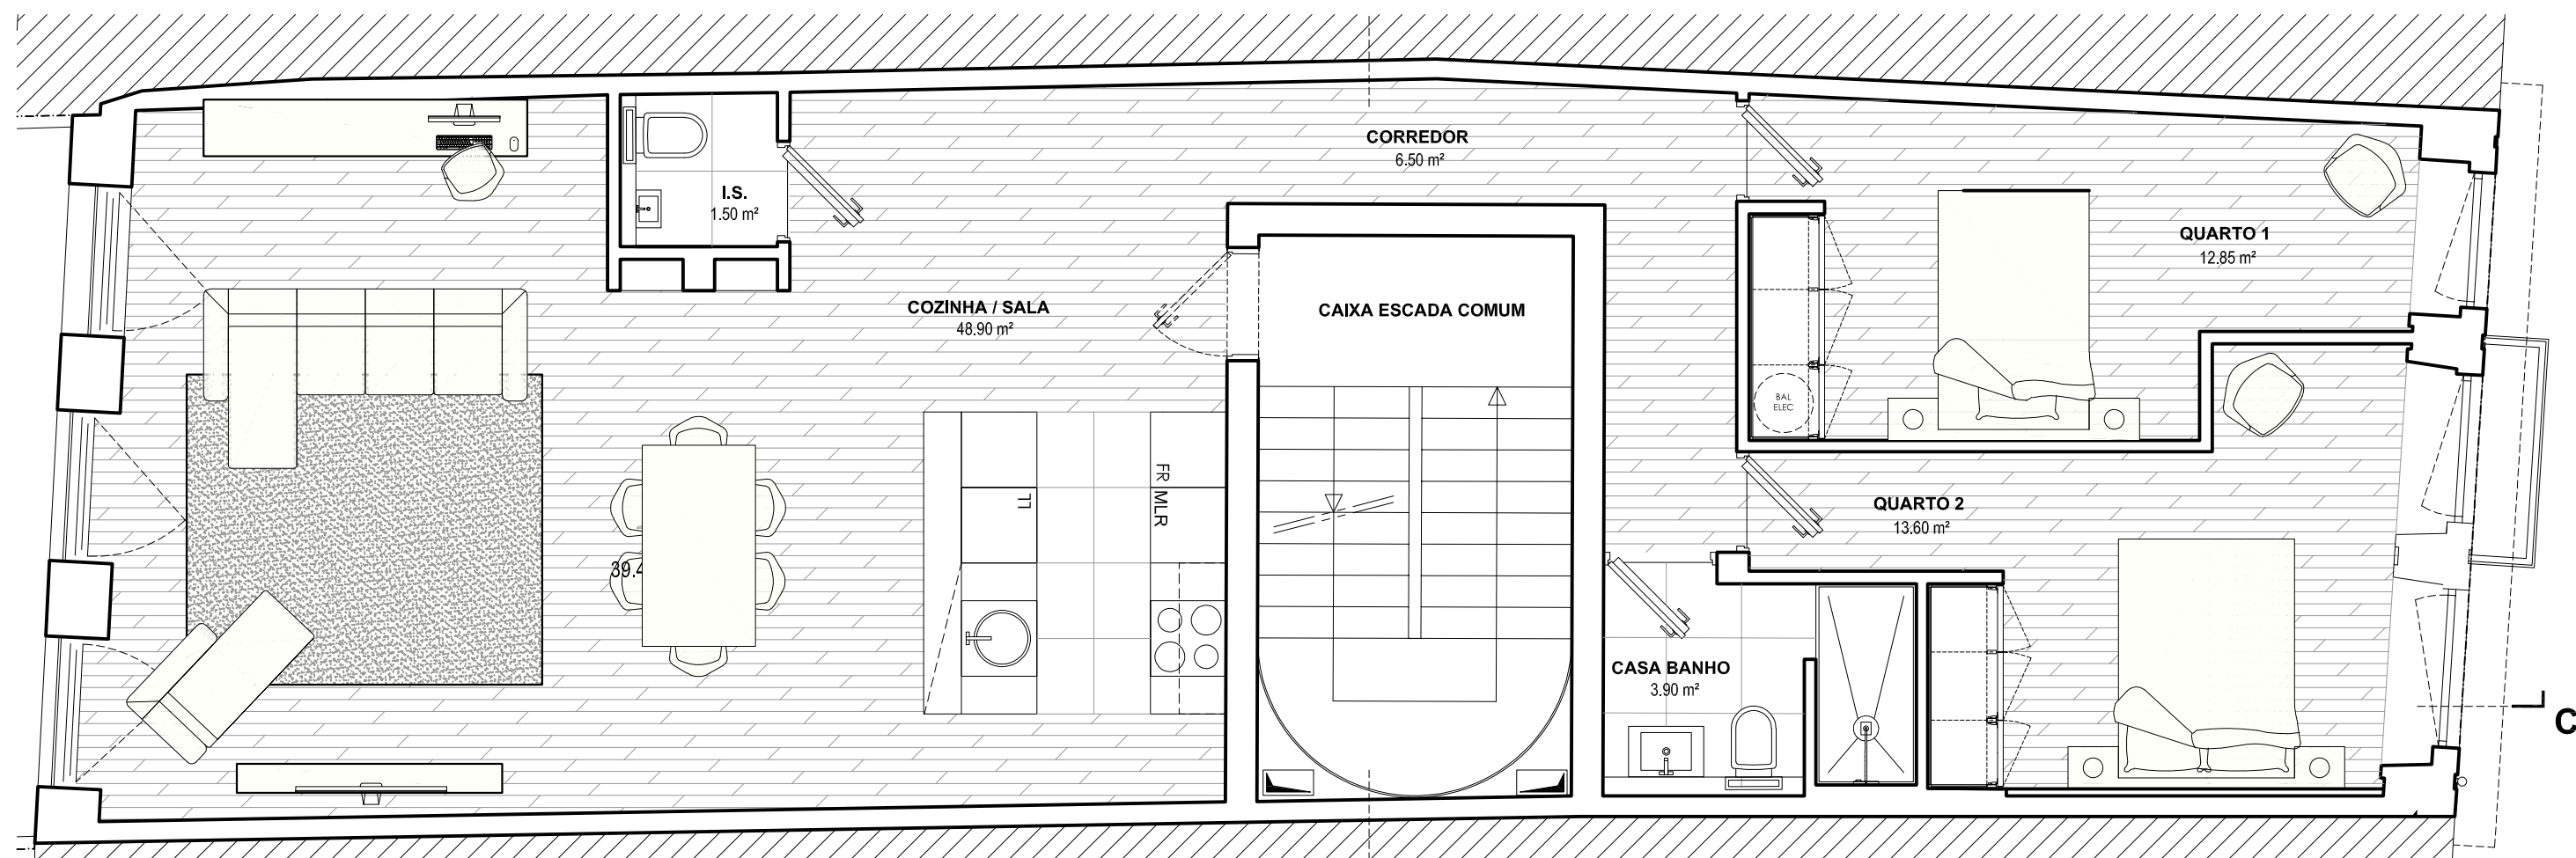 CORREDOR
6.50 m²
I.S.
1.50 m²
QUARTO 1
12.85 m²
COZINHA / SALA
48.90 m²
CAIXA ESCADA COMUM
BAL
ELEC
FR
LL
MLR
QUARTO 2
13.60 m²
39.4
CASA BANHO
3.90 m²
C